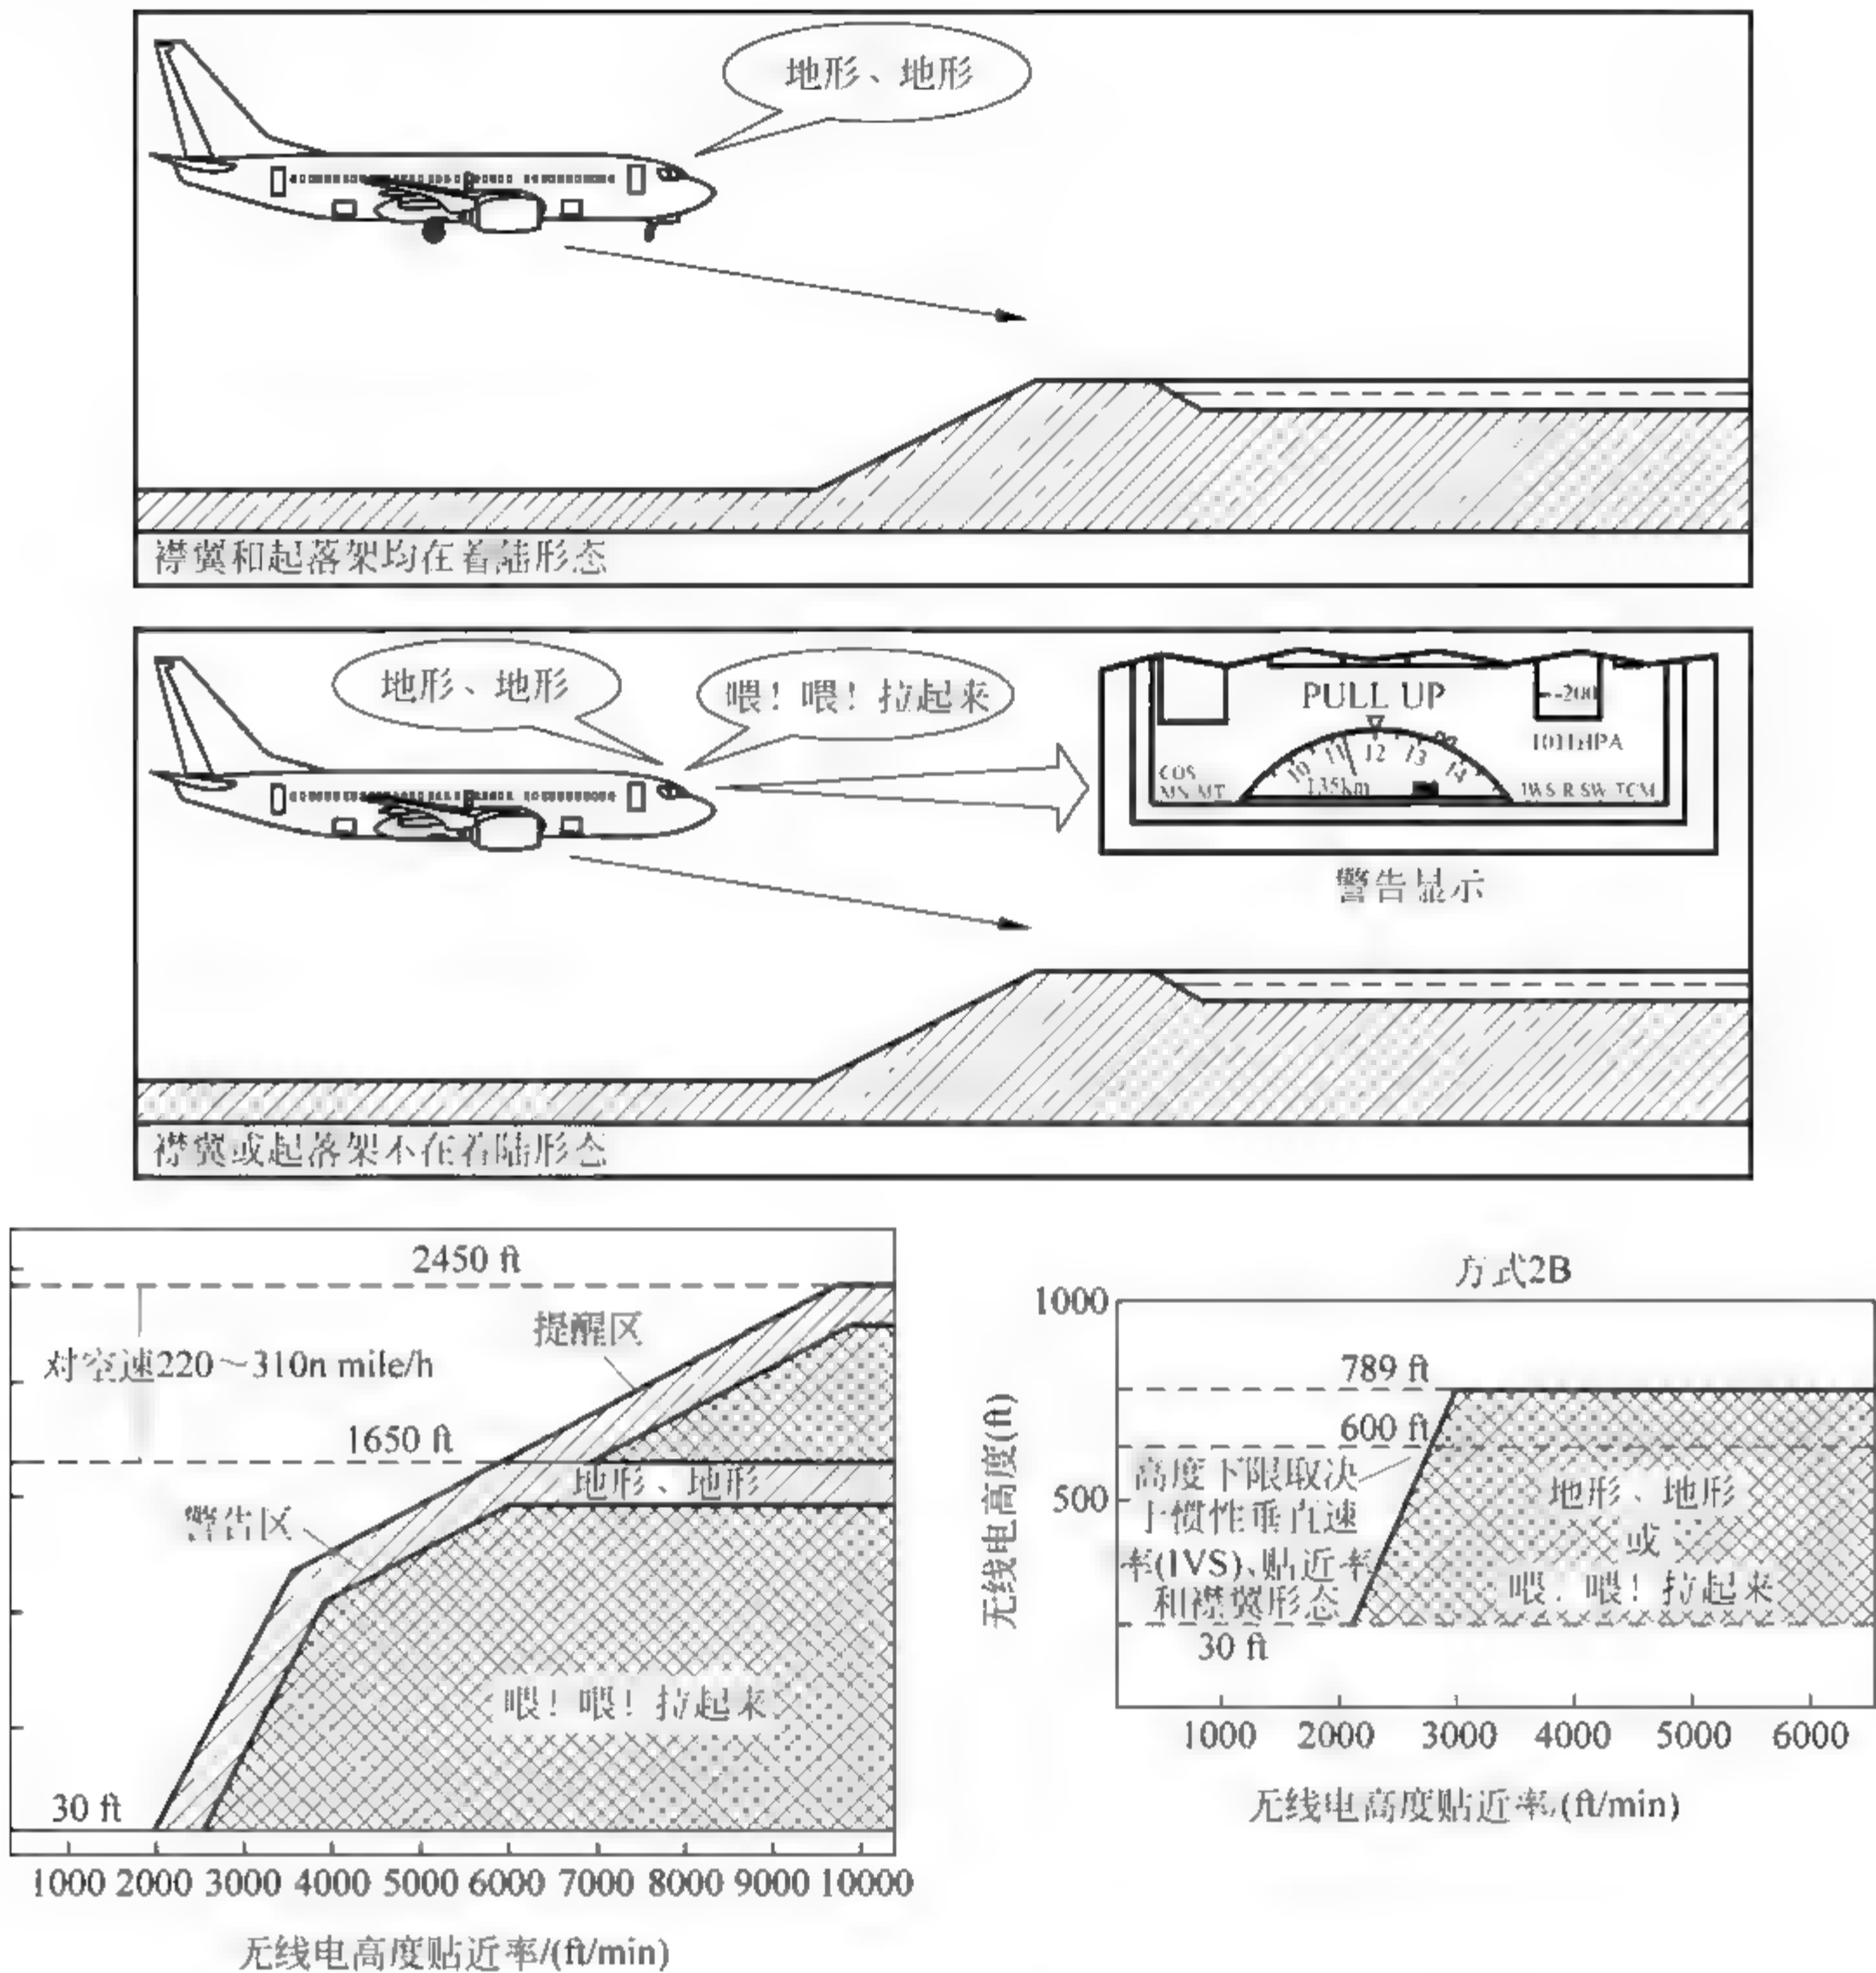 地形、地形
襟翼和起落架均在着陆形态
地形、地形
喂！喂！拉起来
PULL UP
-200
1011HPA
10 11 12 13 14
135km
警告显示
襟翼或起落架不在着陆形态
2450 ft
提醒区
对空速220～310n mile/h
1650 ft
地形、地形
警告区
喂！喂！拉起来
30 ft
1000 2000 3000 4000 5000 6000 7000 8000 9000 10000
无线电高度贴近率/(ft/min)
方式2B
1000
789 ft
600 ft
500
高度下限取决
于惯性垂直速
率(IVS)、贴近率
和襟翼形态
地形、地形
或
喂！喂！拉起来
30 ft
无线电高度(ft)
1000 2000 3000 4000 5000 6000
无线电高度贴近率/(ft/min)